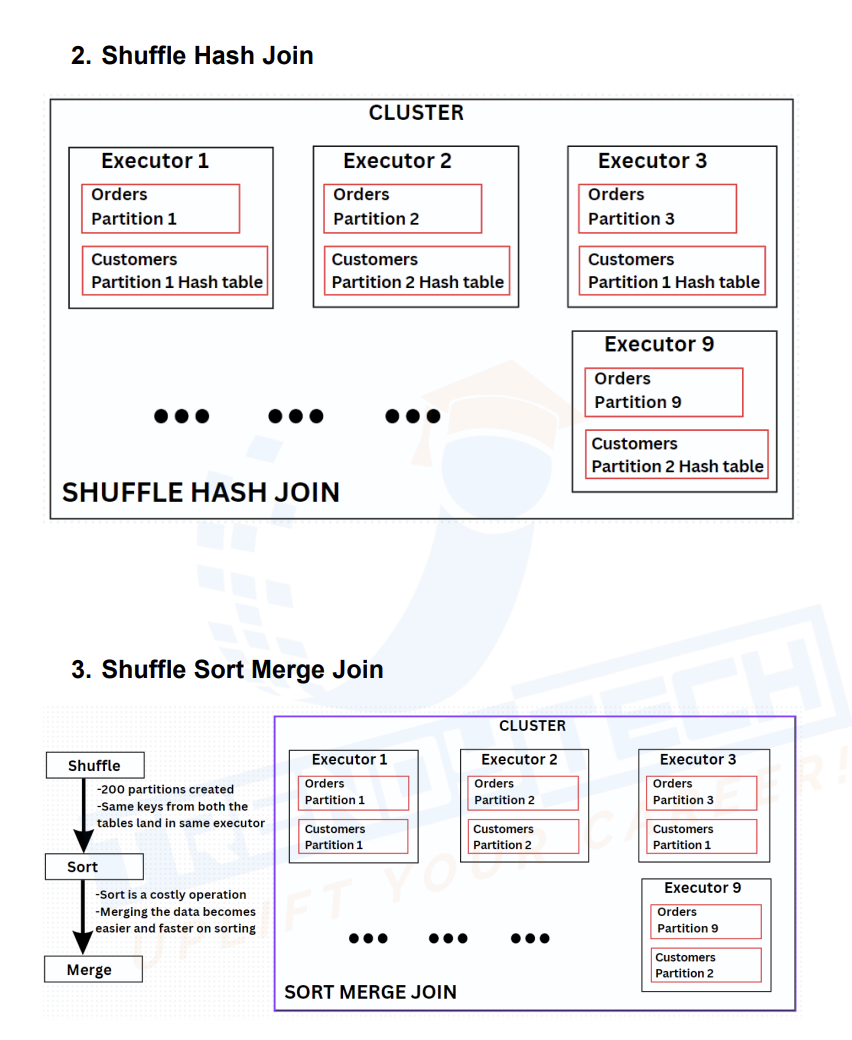 2. Shuffle Hash Join
CLUSTER
Executor 1
Orders
Partition 1
Customers
Partition 1 Hash table
Executor 2
Orders
Partition 2
Customers
Partition 2 Hash table
Executor 3
Orders
Partition 3
Customers
Partition 1 Hash table
Executor 9
Orders
Partition 9
Customers
Partition 2 Hash table
SHUFFLE HASH JOIN
3. Shuffle Sort Merge Join
Shuffle
-200 partitions created
-Same keys from both the
tables land in same executor
Sort
-Sort is a costly operation
-Merging the data becomes
easier and faster on sorting
Merge
CLUSTER
Executor 1
Orders
Partition 1
Customers
Partition 1
Executor 2
Orders
Partition 2
Customers
Partition 2
Executor 3
Orders
Partition 3
Customers
Partition 1
Executor 9
Orders
Partition 9
Customers
Partition 2
SORT MERGE JOIN
TRENDYTECH
UPLIFT YOUR CAREER!